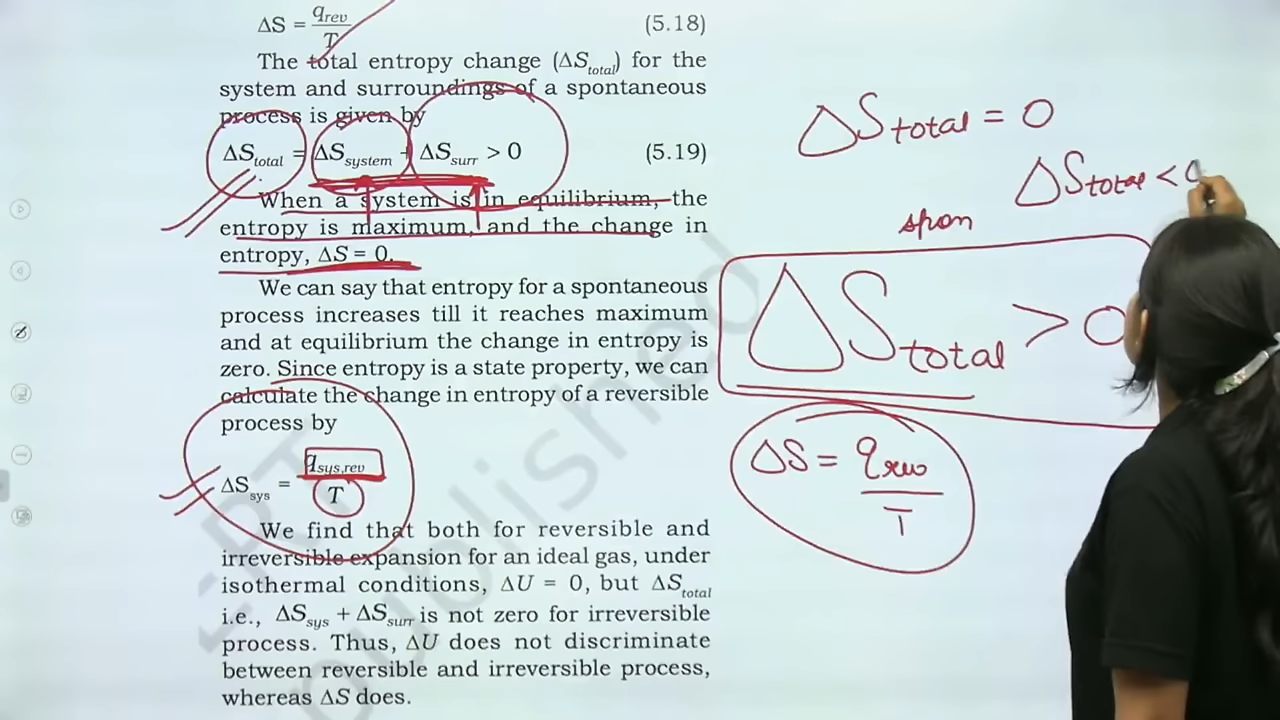 ΔS = q_rev / T (5.18)
The total entropy change (ΔS_total) for the
system and surroundings of a spontaneous
process is given by
ΔS_total = ΔS_system + ΔS_surr > 0 (5.19)
When a system is in equilibrium, the
entropy is maximum, and the change in
entropy, ΔS = 0.
We can say that entropy for a spontaneous
process increases till it reaches maximum
and at equilibrium the change in entropy is
zero. Since entropy is a state property, we can
calculate the change in entropy of a reversible
process by
ΔS_sys = q_sys,rev / T
We find that both for reversible and
irreversible expansion for an ideal gas, under
isothermal conditions, ΔU = 0, but ΔS_total
i.e., ΔS_sys + ΔS_surr is not zero for irreversible
process. Thus, ΔU does not discriminate
between reversible and irreversible process,
whereas ΔS does.
ΔS_total = 0
ΔS_total <
spon
ΔS_total > 0
ΔS = q_rev / T
published